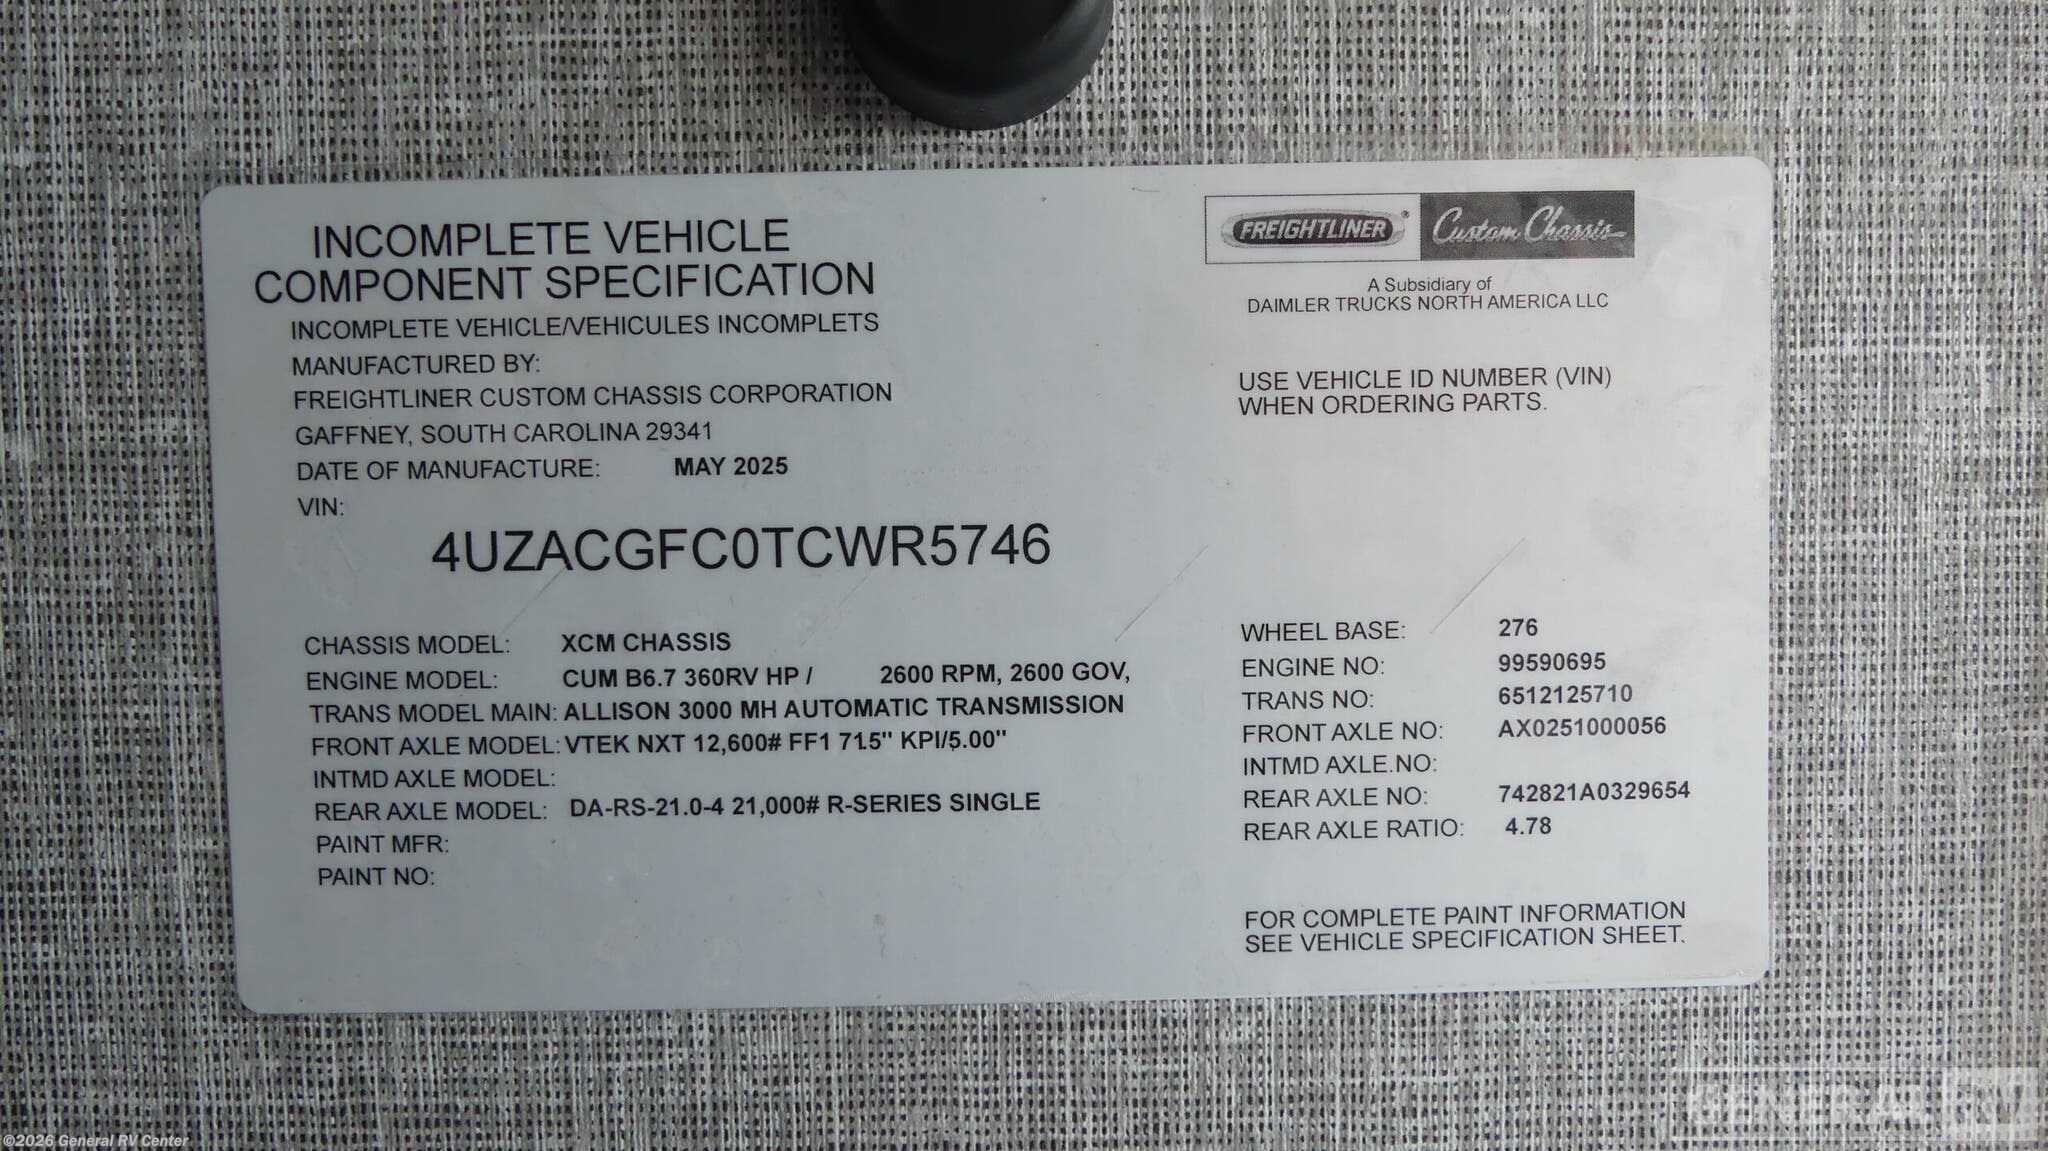 INCOMPLETE VEHICLE
COMPONENT SPECIFICATION
INCOMPLETE VEHICLE/VEHICULES INCOMPLETS
MANUFACTURED BY:
FREIGHTLINER CUSTOM CHASSIS CORPORATION
GAFFNEY, SOUTH CAROLINA 29341
DATE OF MANUFACTURE: MAY 2025
VIN:
4UZACGFC0TCWR5746
CHASSIS MODEL: XCM CHASSIS
ENGINE MODEL: CUM B6.7 360RV HP / 2600 RPM, 2600 GOV,
TRANS MODEL MAIN: ALLISON 3000 MH AUTOMATIC TRANSMISSION
FRONT AXLE MODEL: VTEK NXT 12,600# FF1 71.5" KPI/5.00"
INTMD AXLE MODEL:
REAR AXLE MODEL: DA-RS-21.0-4 21,000# R-SERIES SINGLE
PAINT MFR:
PAINT NO:
FREIGHTLINER® Custom Chassis
A Subsidiary of
DAIMLER TRUCKS NORTH AMERICA LLC
USE VEHICLE ID NUMBER (VIN)
WHEN ORDERING PARTS.
WHEEL BASE: 276
ENGINE NO: 99590695
TRANS NO: 6512125710
FRONT AXLE NO: AX0251000056
INTMD AXLE.NO:
REAR AXLE NO: 742821A0329654
REAR AXLE RATIO: 4.78
FOR COMPLETE PAINT INFORMATION
SEE VEHICLE SPECIFICATION SHEET.
GENERAL RV
©2026 General RV Center